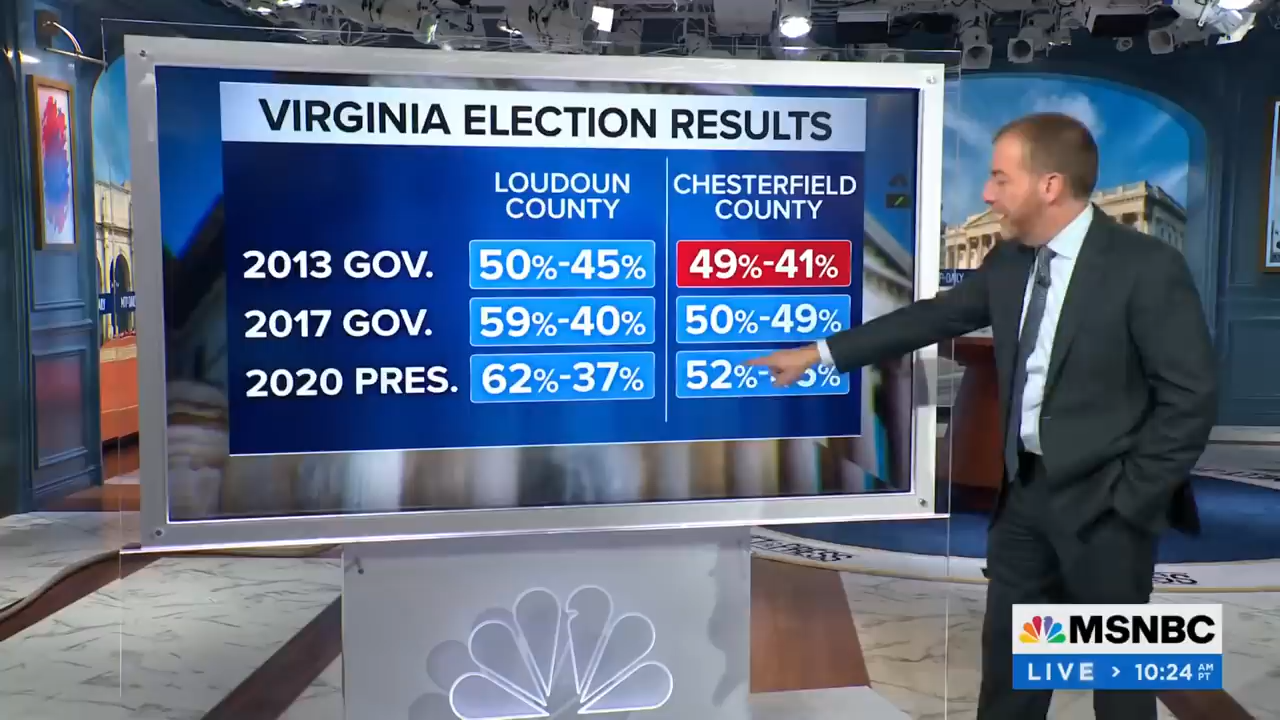 VIRGINIA ELECTION RESULTS
LOUDOUN COUNTY
CHESTERFIELD COUNTY
2013 GOV. 50%-45% 49%-41%
2017 GOV. 59%-40% 50%-49%
2020 PRES. 62%-37% 52%-
MSNBC
LIVE > 10:24 AM PT